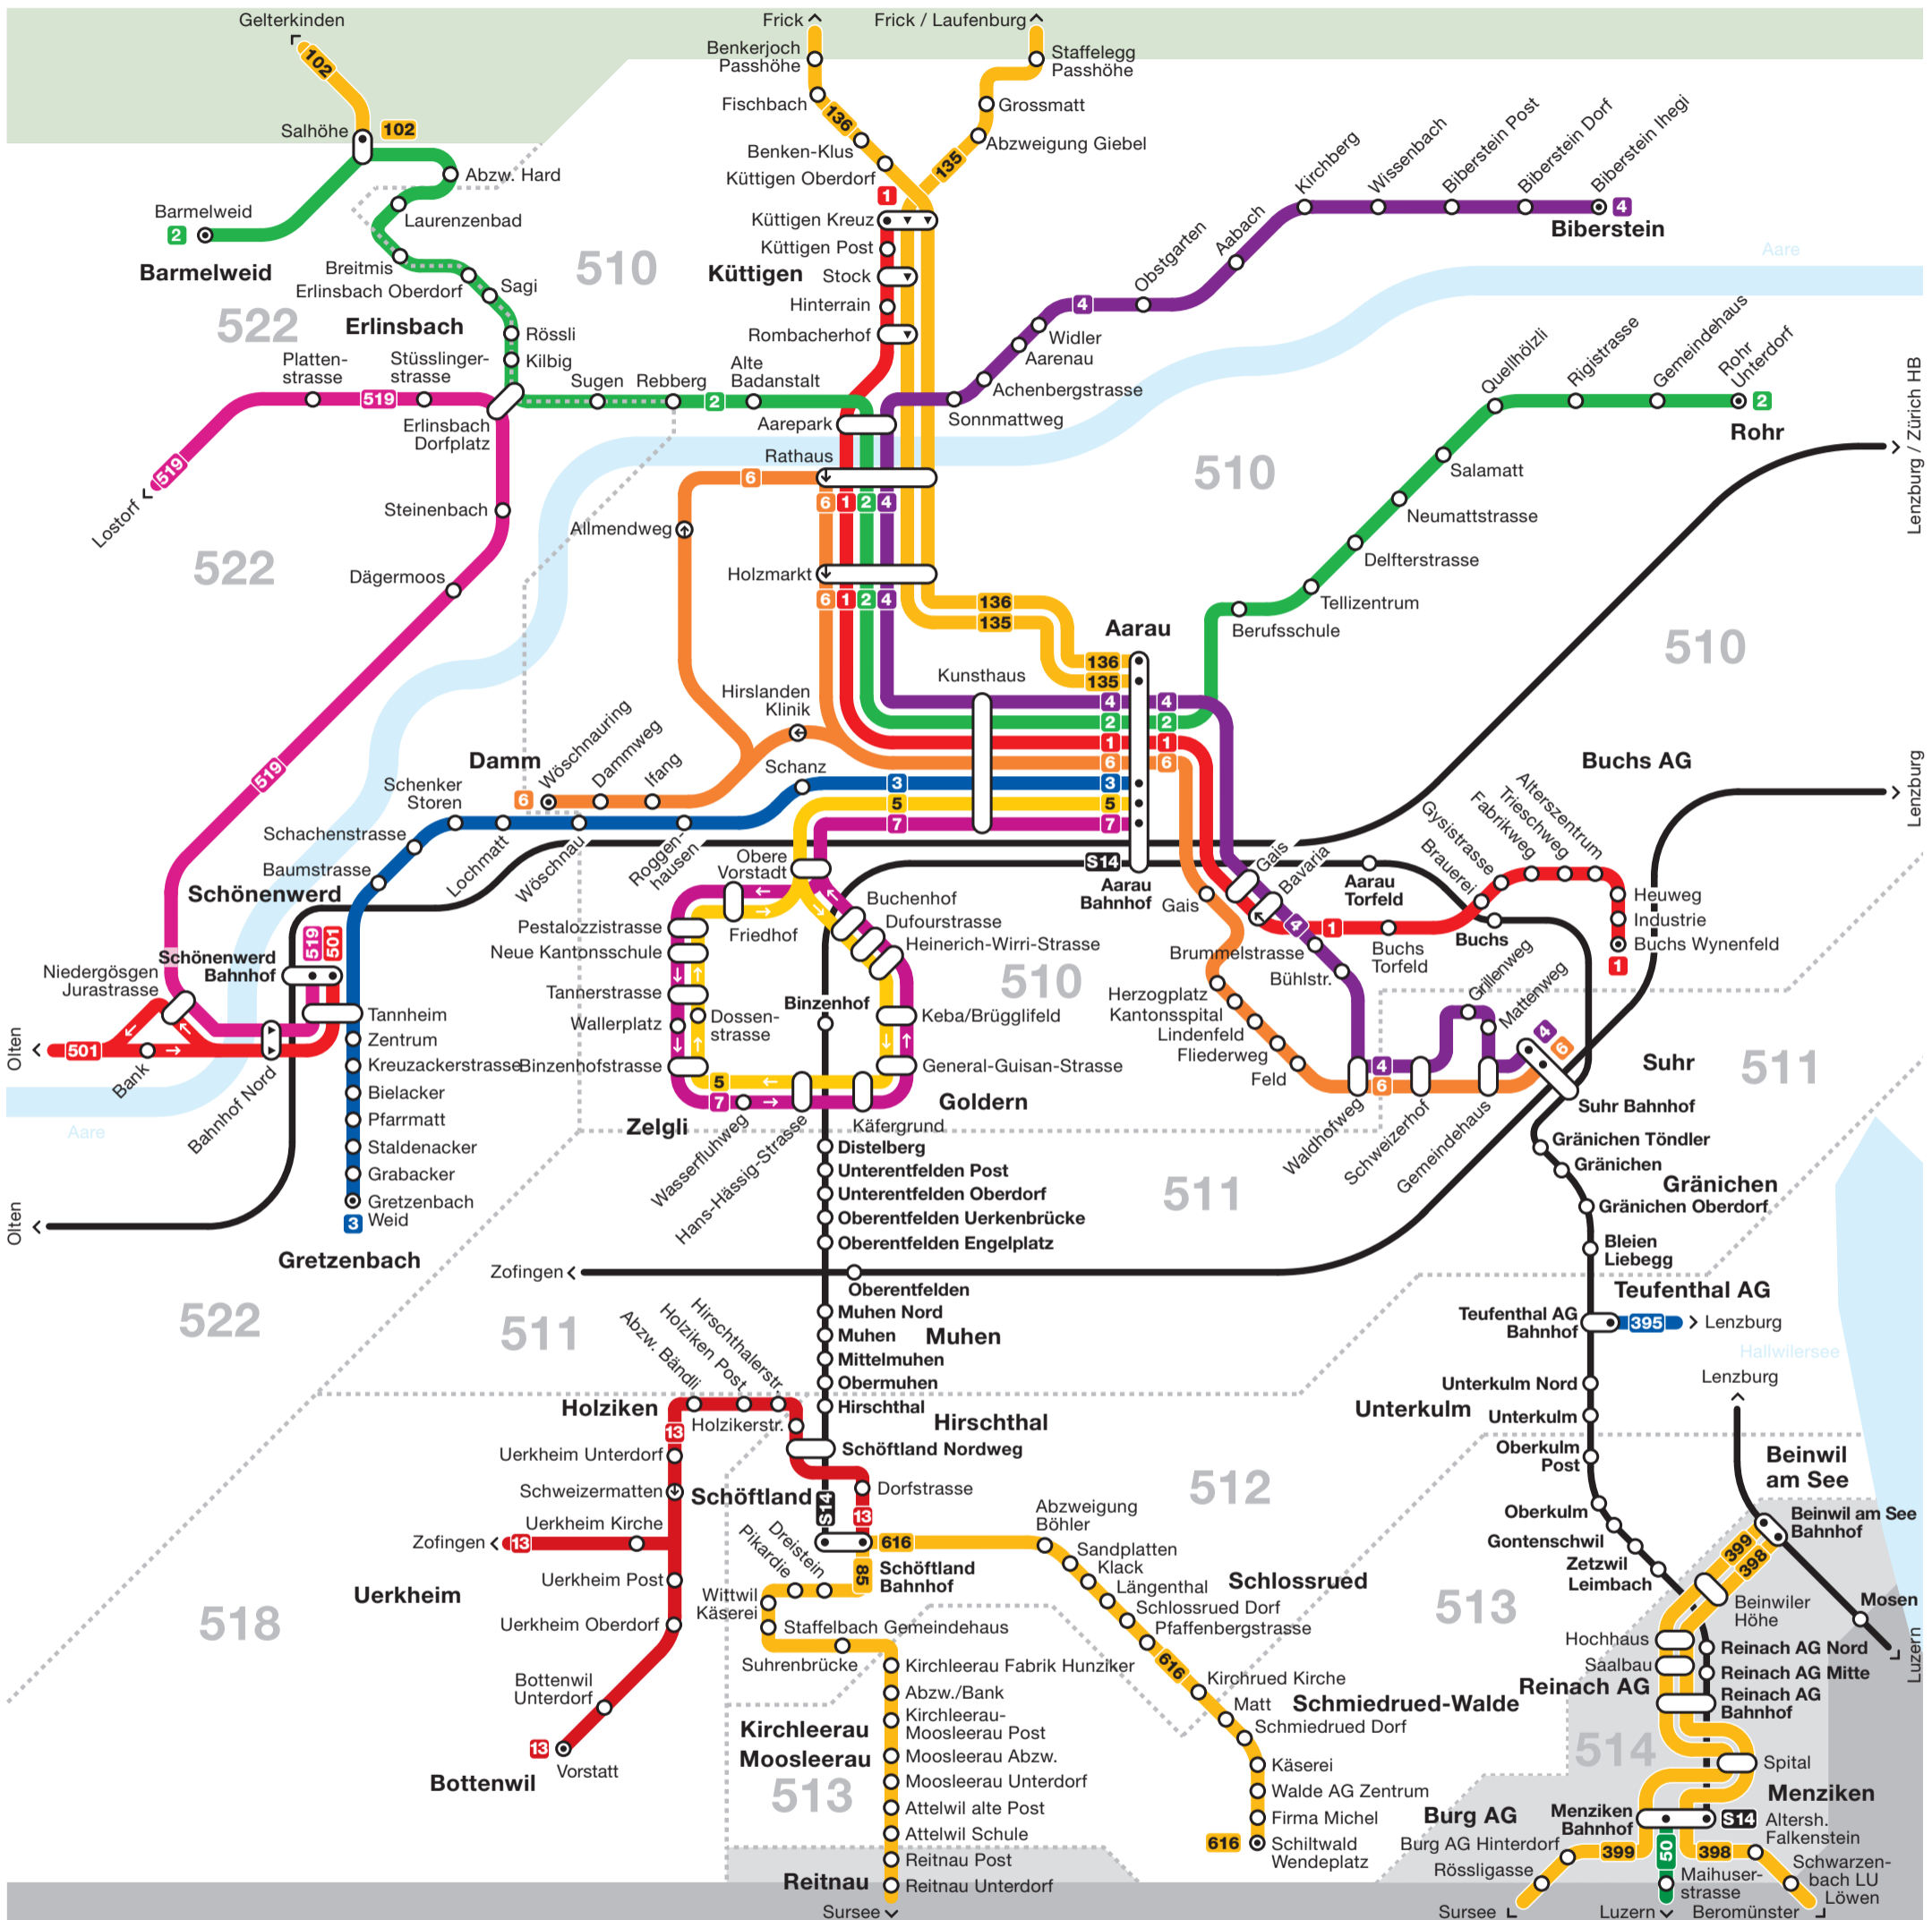 Gelterkinden
102
Salhöhe
102
Abzw. Hard
Laurenzenbad
Barmelweid
2
Barmelweid
Breitmis
Erlinsbach Oberdorf
Sagi
Erlinsbach
Rössli
Kilbig
522
510
Platten-
strasse
519
Stüsslinger-
strasse
Sugen
Rebberg
2
Alte
Badanstalt
Erlinsbach
Dorfplatz
519
Lostorf
Steinenbach
522
Dägermoos
519
Frick
Benkerjoch
Passhöhe
Fischbach
136
Benken-Klus
Küttigen Oberdorf
Frick / Laufenburg
Staffelegg
Passhöhe
Grossmatt
Abzweigung Giebel
135
1
Küttigen Kreuz
Küttigen Post
Küttigen
Stock
Hinterrain
Rombacherhof
Aarepark
Rathaus
6
6 1 2 4
Allmendweg
Holzmarkt
6 1 2 4
136
135
Kirchberg
Wissenbach
Biberstein Post
Biberstein Dorf
Biberstein Ihegi
4
Biberstein
Aabach
Obstgarten
4
Widler
Aarenau
Achenbergstrasse
Sonnmattweg
Aare
Quellhölzli
Rigistrasse
Gemeindehaus
Rohr
Unterdorf
2
Rohr
Salamatt
Neumattstrasse
Delfterstrasse
Tellizentrum
Berufsschule
510
510
Lenzburg / Zürich HB
Lenzburg
Aarau
136
135
4 4
2 2
1 1
6 6
3 3
5 5
7 7
S14
Aarau
Bahnhof
Kunsthaus
Hirslanden
Klinik
Schanz
Damm
6
Wöschnauring
Dammweg
Ifang
Schenker
Storen
Schachenstrasse
Baumstrasse
Lochmatt
Wöschnau
Roggen-
hausen
Schönenwerd
519
501
Schönenwerd
Bahnhof
Niedergösgen
Jurastrasse
Olten
501
Bank
Bahnhof Nord
Aare
Tannheim
Zentrum
Kreuzackerstrasse
Bielacker
Pfarrmatt
Staldenacker
Grabacker
Gretzenbach
Weid
3
Gretzenbach
Olten
522
Obere
Vorstadt
Buchenhof
Dufourstrasse
Heinerich-Wirri-Strasse
Friedhof
Pestalozzistrasse
Neue Kantonsschule
Tannerstrasse
Wallerplatz
Dossen-
strasse
Binzenhofstrasse
Binzenhof
510
Keba/Brügglifeld
General-Guisan-Strasse
5
7
Zelgli
Goldern
Wasserfluhweg
Hans-Hässig-Strasse
Käfergrund
Distelberg
Unterentfelden Post
Unterentfelden Oberdorf
Oberentfelden Uerkenbrücke
Oberentfelden Engelplatz
Zofingen
Oberentfelden
Muhen Nord
Muhen
Muhen
Mittelmuhen
Obermuhen
Hirschthal
Hirschthal
Schöftland Nordweg
511
511
Buchs AG
Gais
Bavaria
Gais
Aarau
Torfeld
4
1
Buchs
Torfeld
Buchs
Brauerei
Gysistrasse
Fabrikweg
Trieschweg
Alterszentrum
Heuweg
Industrie
Buchs Wynenfeld
1
Brummelstrasse
Bühlstr.
Herzogplatz
Kantonsspital
Lindenfeld
Fliederweg
Feld
Grillenweg
Mattenweg
4
6
4
6
Waldhofweg
Schweizerhof
Gemeindehaus
Suhr
511
Suhr Bahnhof
Gränichen Töndler
Gränichen
Gränichen
Gränichen Oberdorf
Bleien
Liebegg
Teufenthal AG
Teufenthal AG
Bahnhof
395
Lenzburg
Hallwilersee
Unterkulm Nord
Unterkulm
Unterkulm
Oberkulm
Post
Oberkulm
Gontenschwil
Zetzwil
Leimbach
Lenzburg
Beinwil
am See
Beinwil am See
Bahnhof
399
398
Beinwiler
Höhe
Mosen
Luzern
Hochhaus
Saalbau
Reinach AG
Reinach AG Nord
Reinach AG Mitte
Reinach AG
Bahnhof
514
Spital
Menziken
Burg AG
Menziken
Bahnhof
S14
Altersh.
Falkenstein
Burg AG Hinterdorf
399
50
398
Rössligasse
Maihuser-
strasse
Schwarzen-
bach LU
Löwen
Sursee
Luzern
Beromünster
Abzw. Bändli
Holziken Post
Hirschthalerstr.
Holziken
Holzikerstr.
13
Uerkheim Unterdorf
Schweizermatten
Uerkheim Kirche
Zofingen
13
Uerkheim Post
Uerkheim
Uerkheim Oberdorf
518
Bottenwil
Unterdorf
13
Vorstatt
Bottenwil
Schöftland
S14
Dorfstrasse
13
616
85
Schöftland
Bahnhof
Dreistein
Pikardie
Wittwil
Käserei
Staffelbach Gemeindehaus
Suhrenbrücke
Kirchleerau Fabrik Hunziker
Abzw./Bank
Kirchleerau-
Moosleerau Post
Kirchleerau
Moosleerau
Moosleerau Abzw.
Moosleerau Unterdorf
513
Attelwil alte Post
Attelwil Schule
Reitnau Post
Reitnau
Reitnau Unterdorf
Sursee
512
Abzweigung
Böhler
Sandplatten
Klack
Längenthal
Schlossrued
Schlossrued Dorf
Pfaffenbergstrasse
616
513
Kirchrued Kirche
Matt
Schmiedrued-Walde
Schmiedrued Dorf
Käserei
Walde AG Zentrum
Firma Michel
616
Schiltwald
Wendeplatz